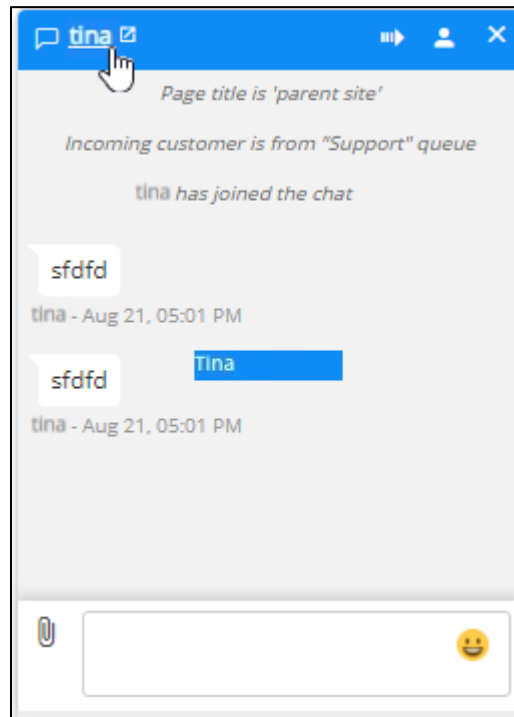 tina
Page title is 'parent site'
Incoming customer is from "Support" queue
tina has joined the chat
sfdfd
tina - Aug 21, 05:01 PM
Tina
sfdfd
tina - Aug 21, 05:01 PM